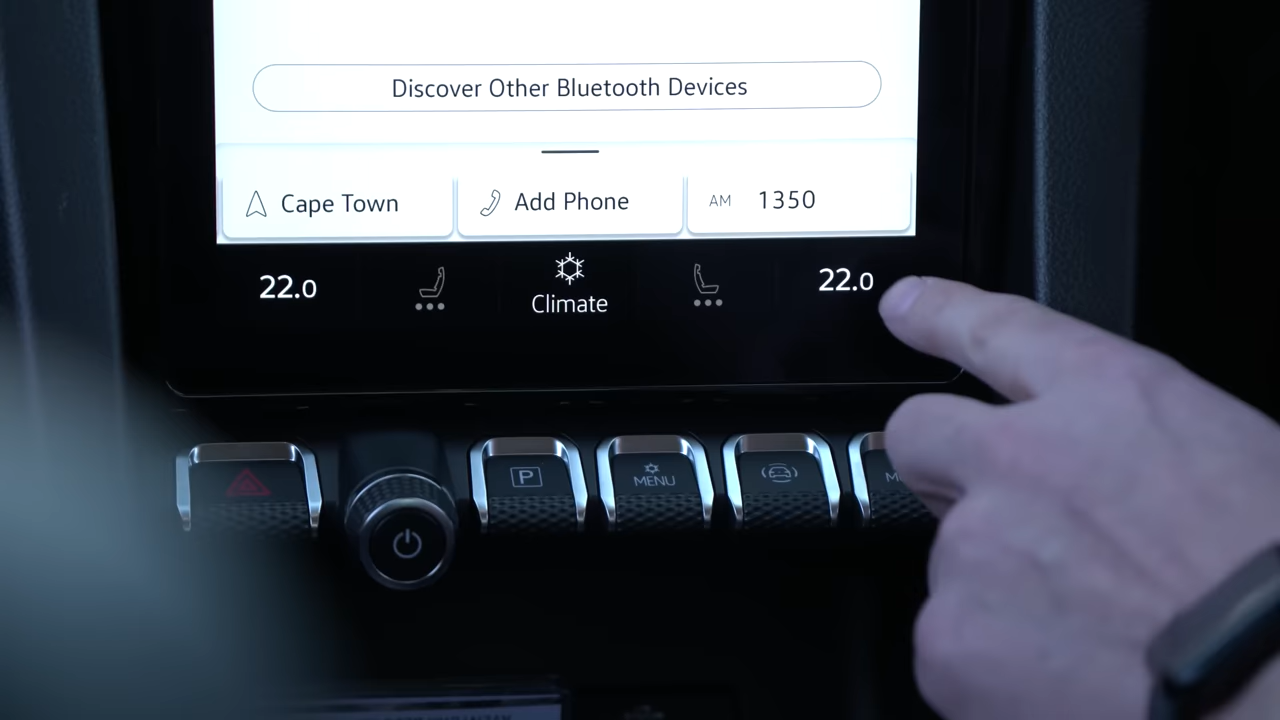 Discover Other Bluetooth Devices
Cape Town
Add Phone
AM 1350
22.0
Climate
22.0
P
MENU